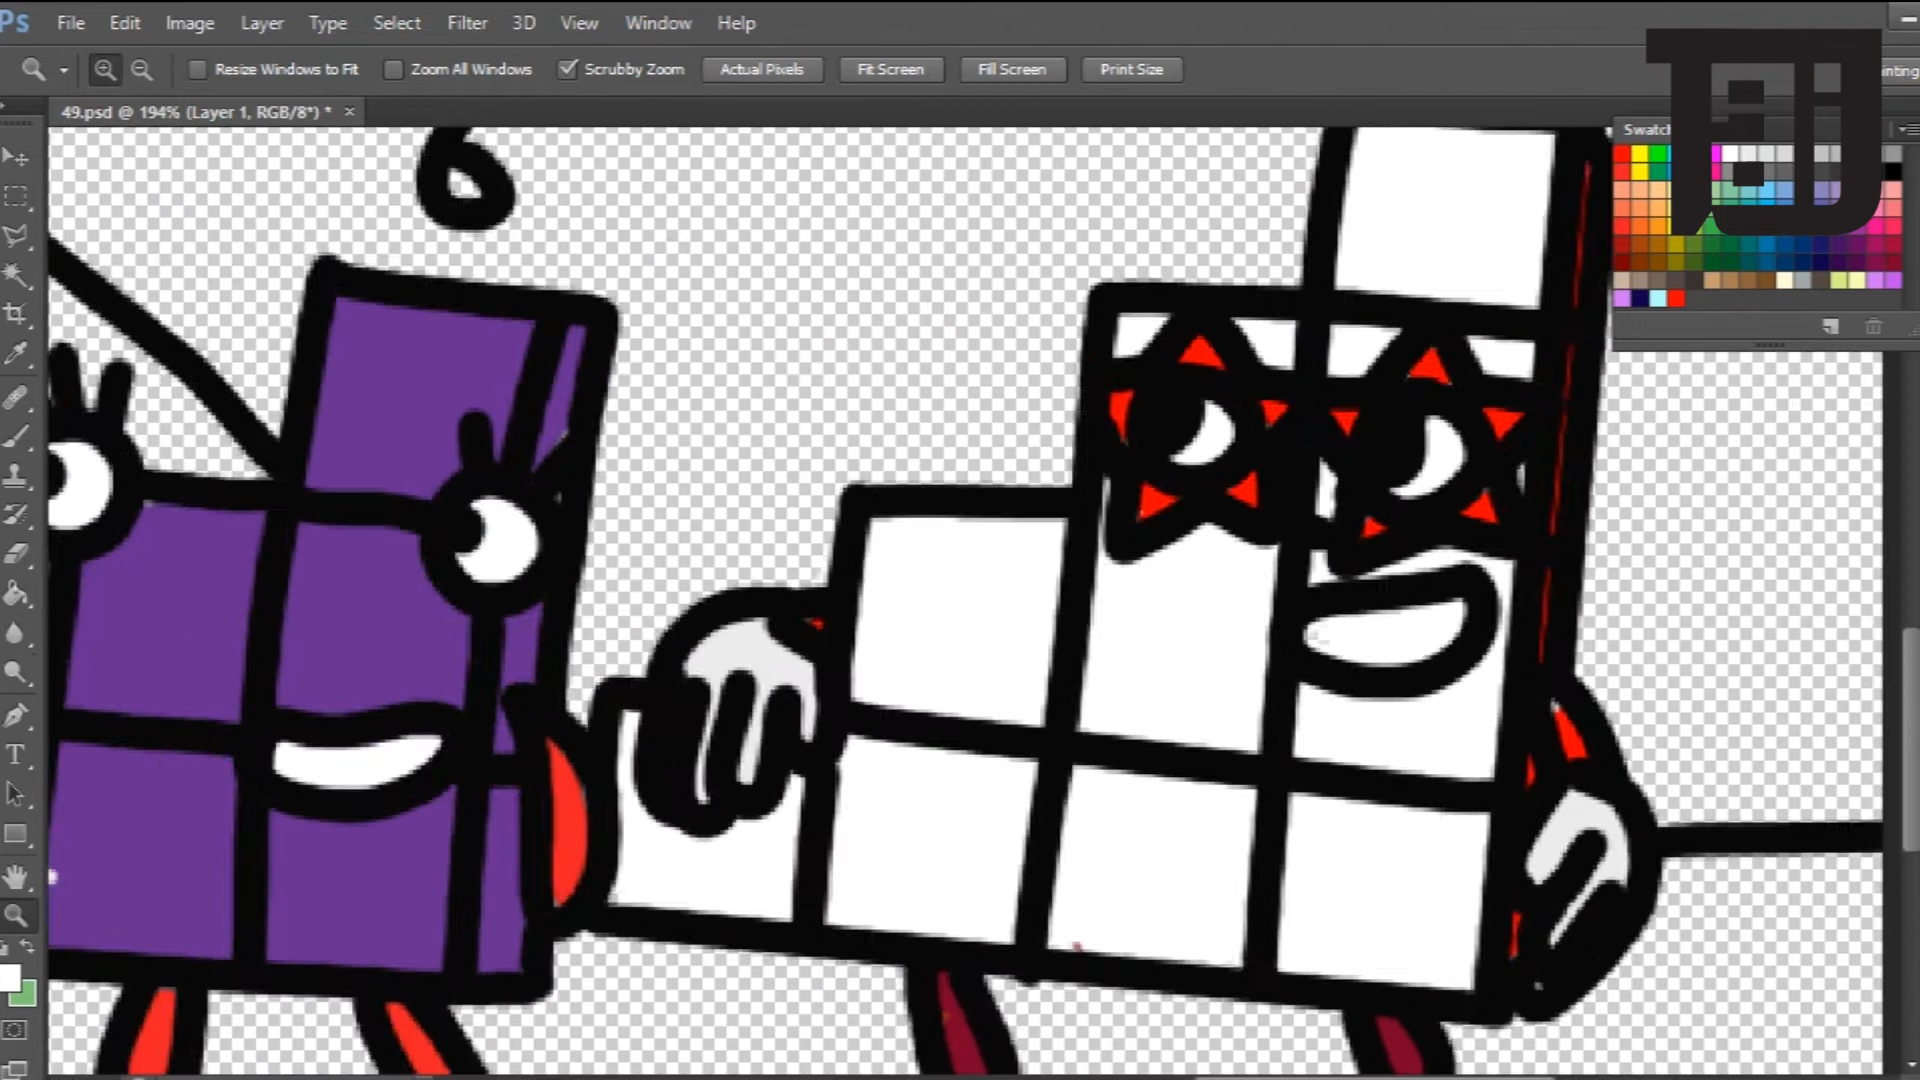 Ps File Edit Image Layer Type Select Filter 3D View Window Help
Resize Windows to Fit Zoom All Windows Scrubby Zoom Actual Pixels Fit Screen Fill Screen Print Size
49.psd @ 194% (Layer 1, RGB/8*) * ×
6
T